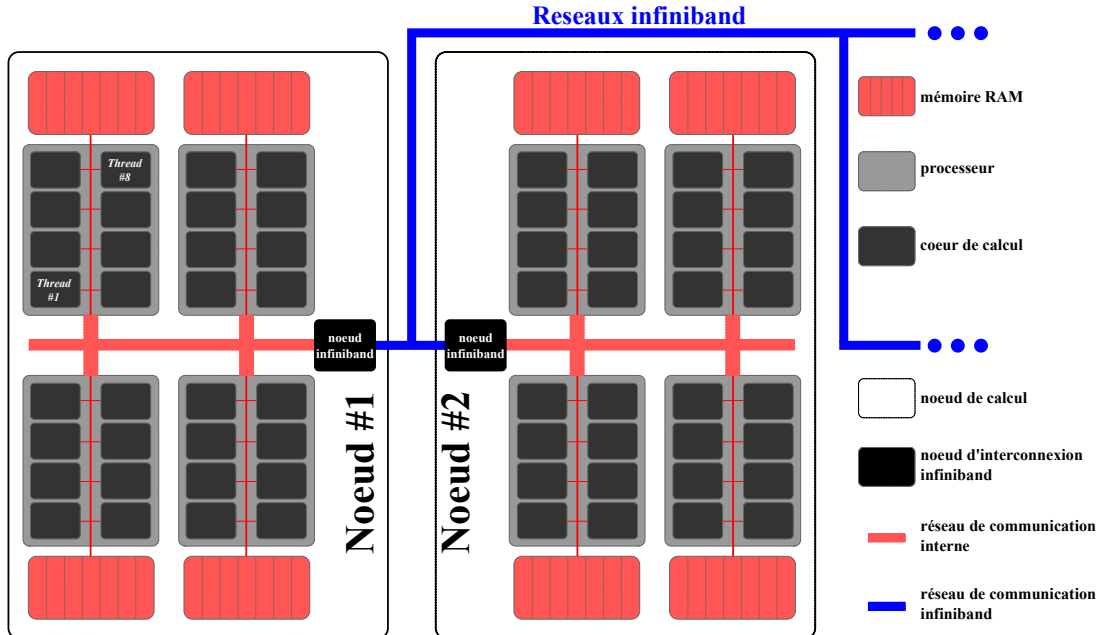 Reseaux infiniband
Thread
#8
Thread
#1
noeud
infiniband
noeud
infiniband
Noeud #1
Noeud #2
mémoire RAM
processeur
coeur de calcul
noeud de calcul
noeud d'interconnexion
infiniband
réseau de communication
interne
réseau de communication
infiniband